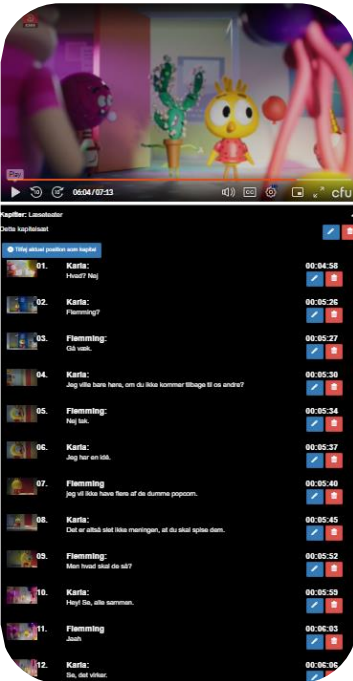 Play
06:04 / 07:13
CC
cfu
Kapitler: Læseteater
Dette kapitelsæt
Tilføj aktuel position som kapitel
01. Karla: 00:04:58
Hvad? Nej
02. Karla: 00:05:26
Flemming?
03. Flemming: 00:05:27
Gå væk.
04. Karla: 00:05:30
Jeg ville bare høre, om du ikke kommer tilbage til os andre?
05. Flemming: 00:05:34
Nej tak.
06. Karla: 00:05:37
Jeg har en idé.
07. Flemming 00:05:40
jeg vil ikke have flere af de dumme popcorn.
08. Karla: 00:05:45
Det er altså slet ikke meningen, at du skal spise dem.
09. Flemming: 00:05:52
Men hvad skal de så?
10. Karla: 00:05:59
Hey! Se, alle sammen.
11. Flemming 00:06:03
Jash
12. Karla: 00:06:06
Se, det virker.